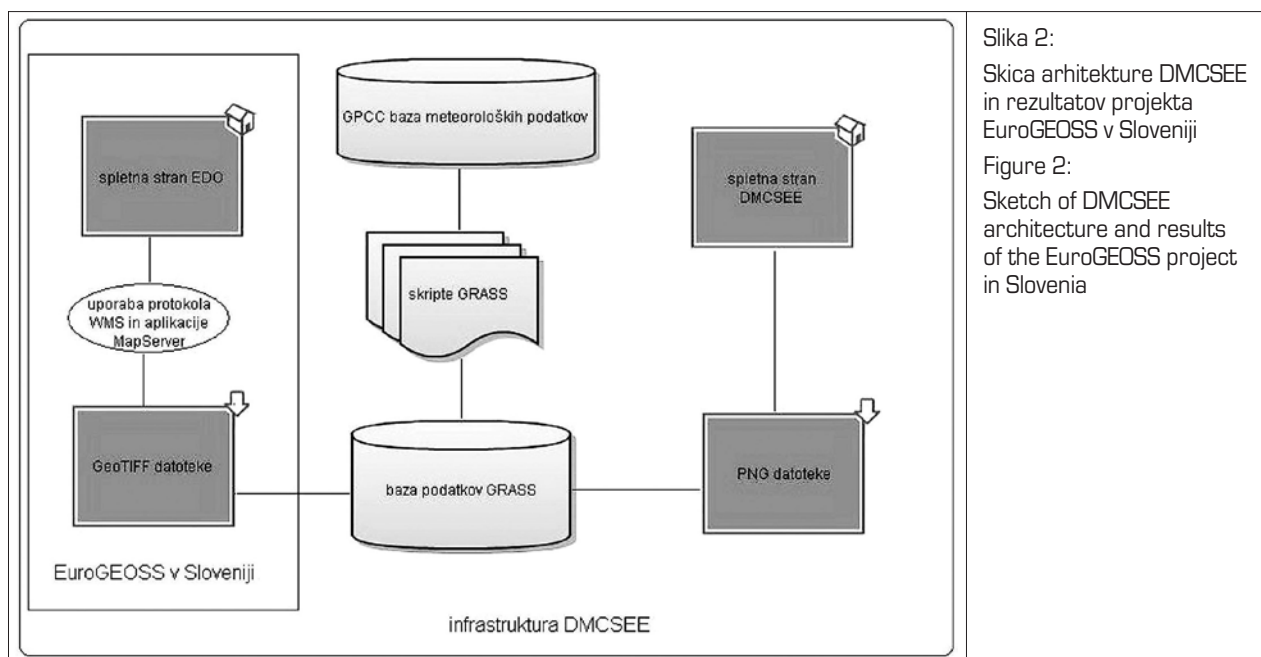 GPCC baza meteoroloških podatkov
spletna stran EDO
spletna stran
DMCSEE
skripte GRASS
uporaba protokola
WMS in aplikacije
MapServer
GeoTIFF datoteke
baza podatkov GRASS
PNG datoteke
EuroGEOSS v Sloveniji
infrastruktura DMCSEE
Slika 2:
Skica arhitekture DMCSEE
in rezultatov projekta
EuroGEOSS v Sloveniji
Figure 2:
Sketch of DMCSEE
architecture and results
of the EuroGEOSS project
in Slovenia